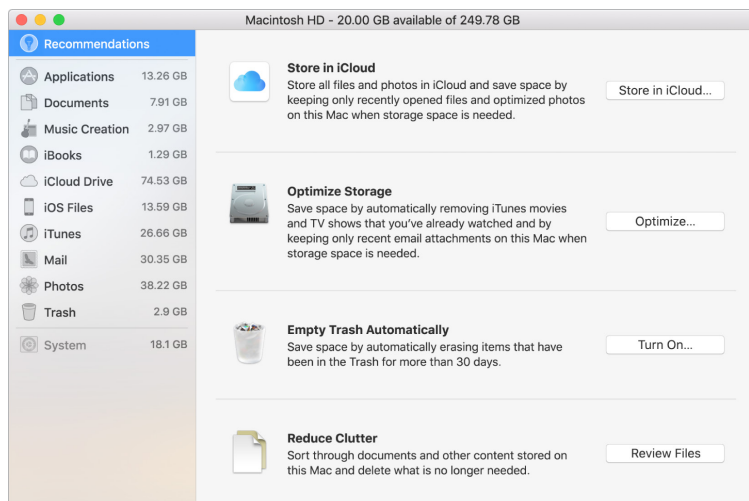 Macintosh HD - 20.00 GB available of 249.78 GB
Recommendations
Applications 13.26 GB
Documents 7.91 GB
Music Creation 2.97 GB
iBooks 1.29 GB
iCloud Drive 74.53 GB
iOS Files 13.59 GB
iTunes 26.66 GB
Mail 30.35 GB
Photos 38.22 GB
Trash 2.9 GB
System 18.1 GB
Store in iCloud
Store all files and photos in iCloud and save space by
keeping only recently opened files and optimized photos
on this Mac when storage space is needed.
Store in iCloud...
Optimize Storage
Save space by automatically removing iTunes movies
and TV shows that you've already watched and by
keeping only recent email attachments on this Mac when
storage space is needed.
Optimize...
Empty Trash Automatically
Save space by automatically erasing items that have
been in the Trash for more than 30 days.
Turn On...
Reduce Clutter
Sort through documents and other content stored on
this Mac and delete what is no longer needed.
Review Files